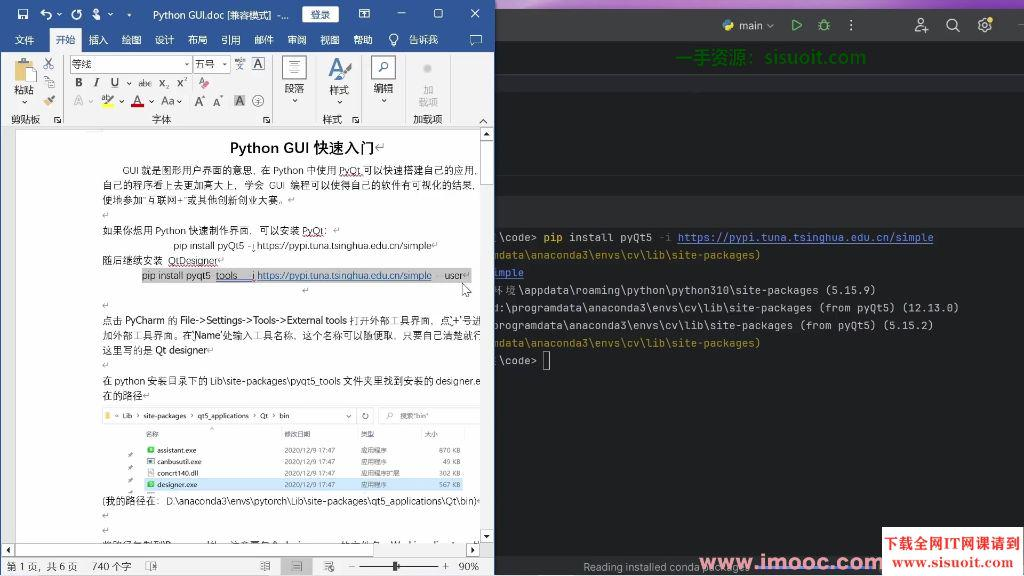 Python GUI.doc [兼容模式] -...
登录
main
文件 开始 插入 绘图 设计 布局 引用 邮件 审阅 视图 帮助 告诉我
一手资源：sisuoit.com
等线 五号
粘贴 段落 样式 编辑 加载项
剪贴板 字体 样式 加载项
Python GUI 快速入门
GUI 就是图形用户界面的意思, 在 Python 中使用 PyQt 可以快速搭建自己的应用,
自己的程序看上去更加高大上，学会 GUI 编程可以使得自己的软件有可视化的结果,
便地参加"互联网+"或其他创新创业大赛。
如果你想用 Python 快速制作界面，可以安装 PyQt:
pip install pyQt5 -i https://pypi.tuna.tsinghua.edu.cn/simple
随后继续安装 QtDesigner
pip install pyqt5 tools i https://pypi.tuna.tsinghua.edu.cn/simple user
点击 PyCharm 的 File->Settings->Tools->External tools 打开外部工具界面，点'+'号进
加外部工具界面。在'Name'处输入工具名称，这个名称可以随便取，只要自己清楚就行
这里写的是 Qt designer
在 python 安装目录下的 Lib\site-packages\pyqt5_tools 文件夹里找到安装的 designer.e
在的路径
« Lib › site-packages › qt5_applications › Qt › bin 搜索"bin"
名称 修改日期 类型 大小
assistant.exe 2020/12/9 17:47 应用程序 870 KB
canbusutil.exe 2020/12/9 17:47 应用程序 49 KB
concrt140.dll 2020/12/9 17:47 应用程序扩展 302 KB
designer.exe 2020/12/9 17:47 应用程序 567 KB
(我的路径在：D.\anaconda3\envs\pytorch\Lib\site-packages\qt5_applications\Qt\bin)
第 1 页，共 6 页 740 个字 90%
\code> pip install pyQt5 -i https://pypi.tuna.tsinghua.edu.cn/simple
mdata\anaconda3\envs\cv\lib\site-packages)
imple
环境\appdata\roaming\python\python310\site-packages (5.15.9)
d:\programdata\anaconda3\envs\cv\lib\site-packages (from pyQt5) (12.13.0)
programdata\anaconda3\envs\cv\lib\site-packages (from pyQt5) (5.15.2)
mdata\anaconda3\envs\cv\lib\site-packages)
\code>
Reading installed conda packages
www.imooc.com
下载全网IT网课请到
www.sisuoit.com